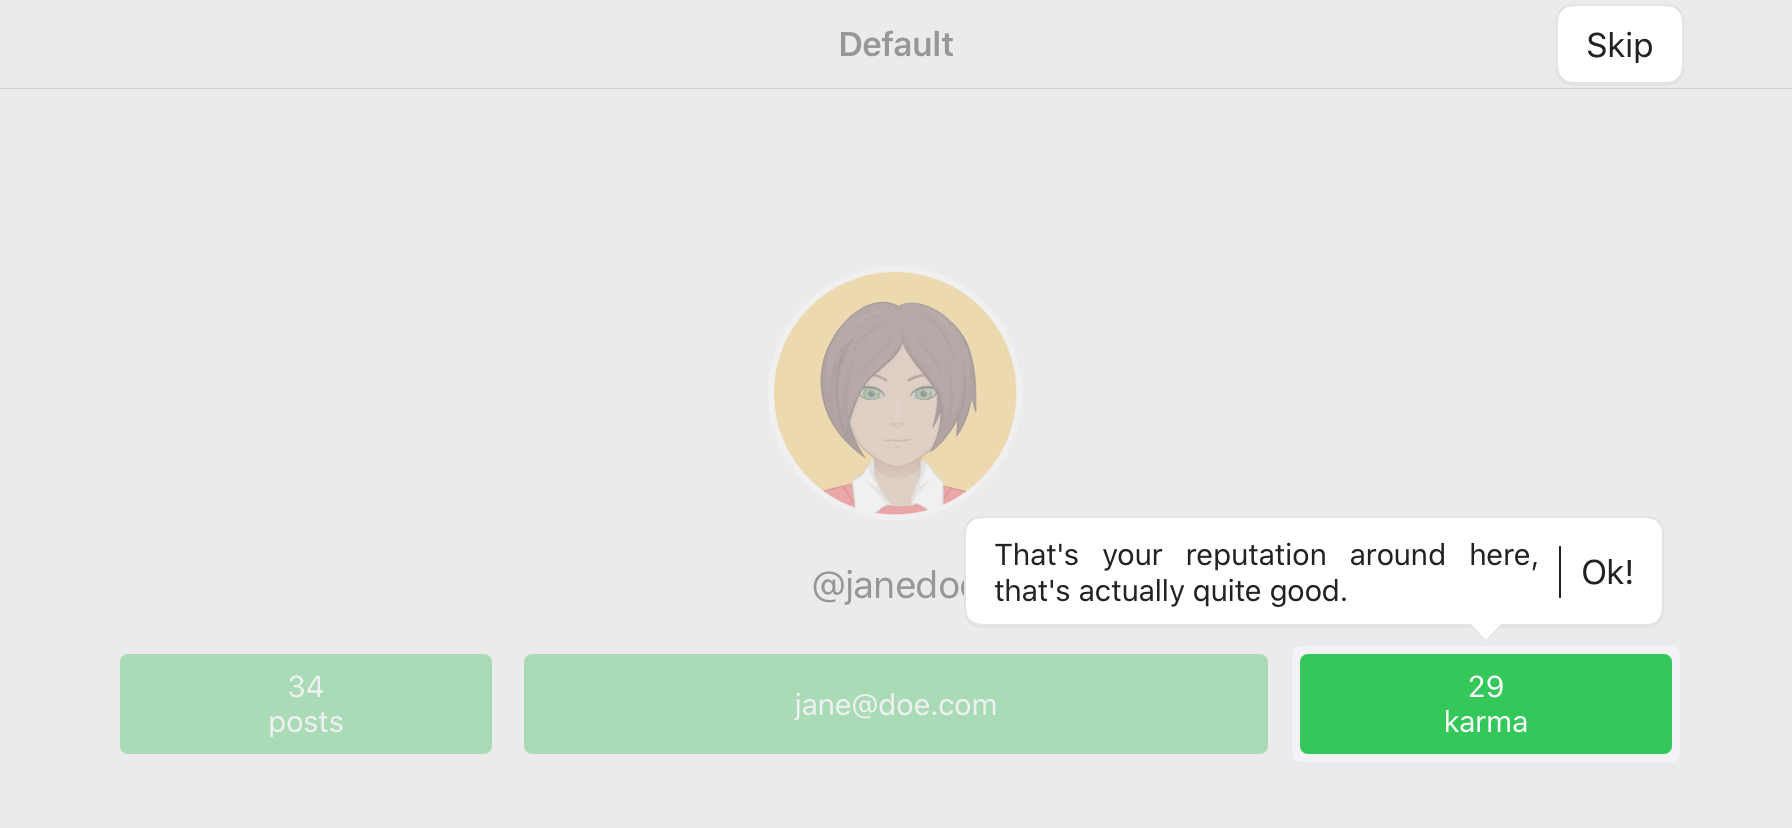 Default
Skip
@janedo
That's your reputation around here,
that's actually quite good.
Ok!
34
posts
jane@doe.com
29
karma